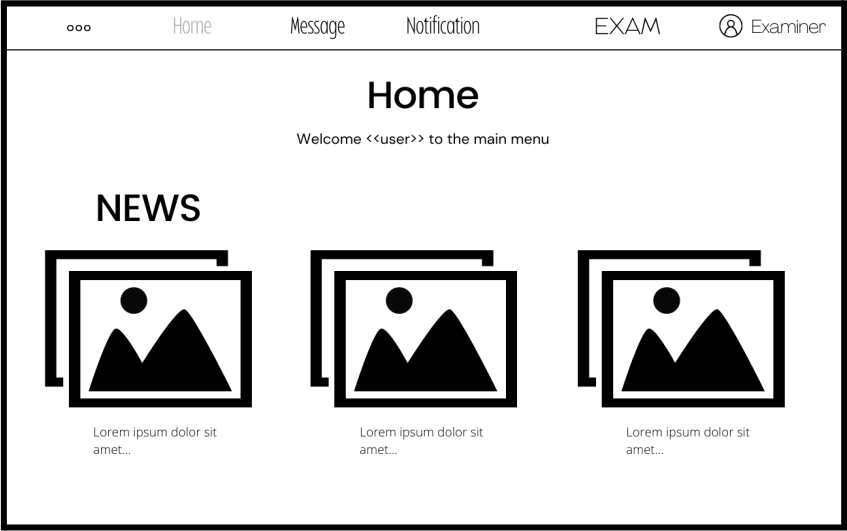 ooo Home Message Notification EXAM Examiner
Home
Welcome <<user>> to the main menu
NEWS
Lorem ipsum dolor sit
amet...
Lorem ipsum dolor sit
amet...
Lorem ipsum dolor sit
amet...